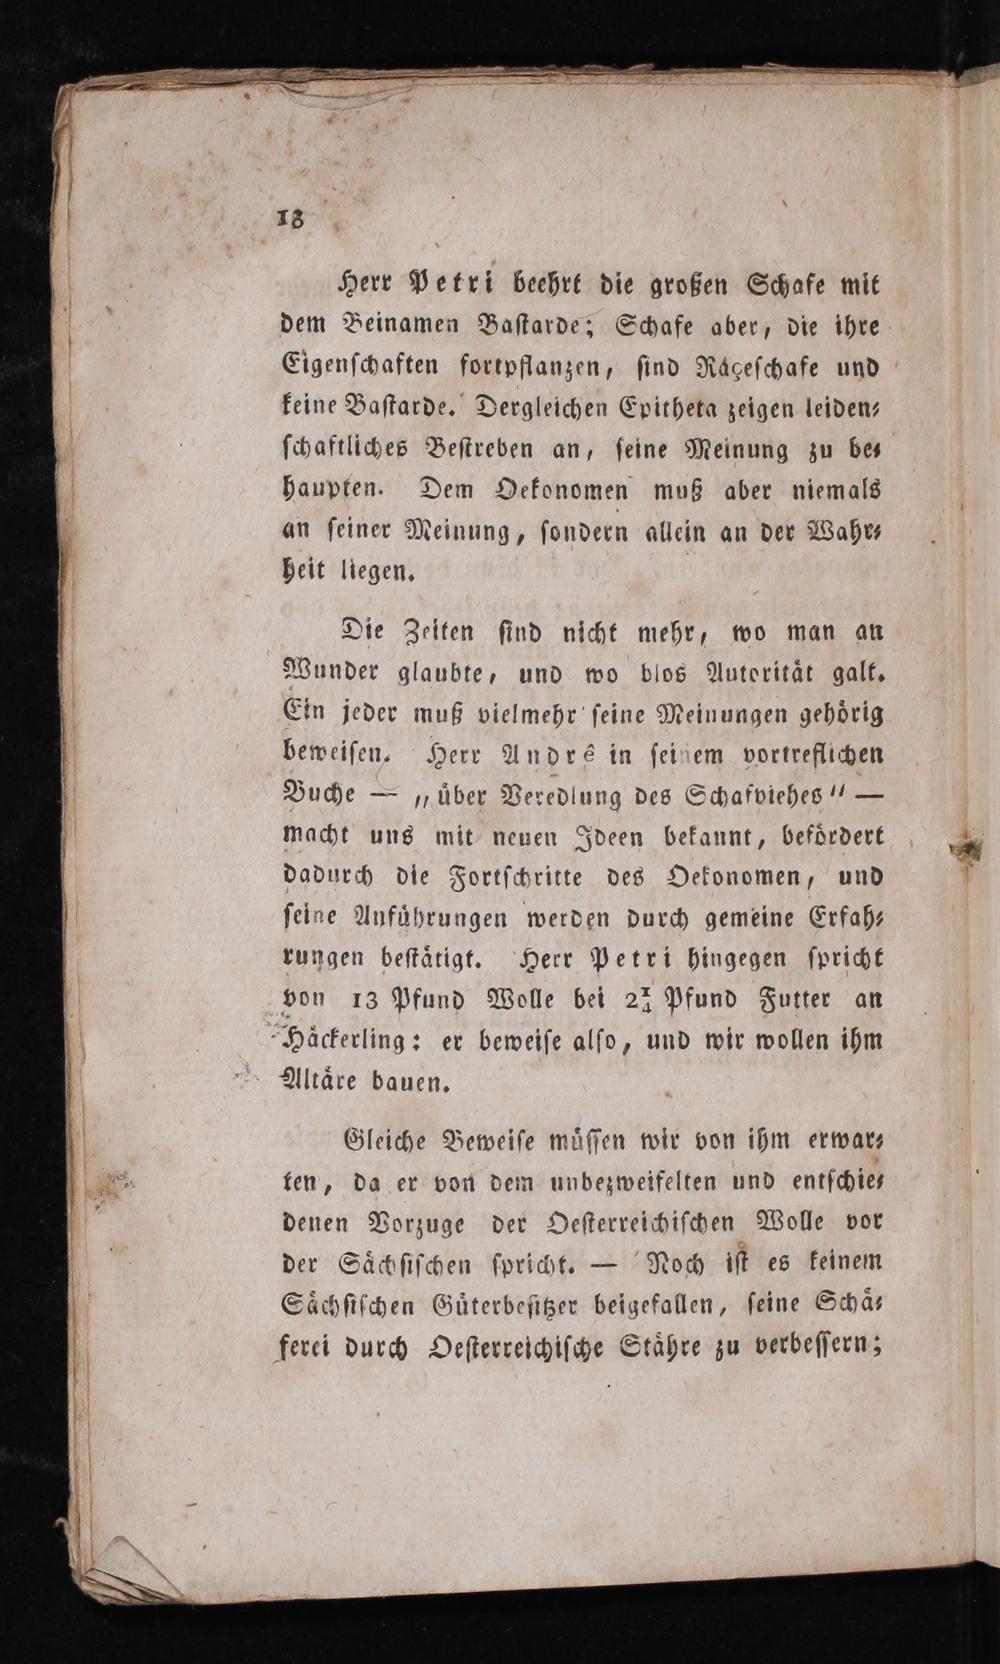 18
Herr Petri beehrt die großen Schafe mit
dem Beinamen Bastarde; Schafe aber, die ihre
Eigenschaften fortpflanzen, sind Räçeschafe und
keine Bastarde. Dergleichen Epitheta zeigen leiden⸗
schaftliches Bestreben an, seine Meinung zu be⸗
haupten. Dem Oekonomen muß aber niemals
an seiner Meinung, sondern allein an der Wahr⸗
heit liegen.
Die Zeiten sind nicht mehr, wo man an
Wunder glaubte, und wo blos Autorität galt.
Ein jeder muß vielmehr seine Meinungen gehörig
beweisen. Herr Andrê in seinem vortreflichen
Buche — „über Veredlung des Schafviehes“ —
macht uns mit neuen Ideen bekannt, befördert
dadurch die Fortschritte des Oekonomen, und
seine Anführungen werden durch gemeine Erfah⸗
rungen bestätigt. Herr Petri hingegen spricht
von 13 Pfund Wolle bei 2¼ Pfund Futter an
Häckerling: er beweise also, und wir wollen ihm
Altäre bauen.
Gleiche Beweise müssen wir von ihm erwar⸗
ten, da er von dem unbezweifelten und entschie⸗
denen Vorzuge der Oesterreichischen Wolle vor
der Sächsischen spricht. — Noch ist es keinem
Sächsischen Güterbesitzer beigefallen, seine Schä⸗
ferei durch Oesterreichische Stähre zu verbessern;